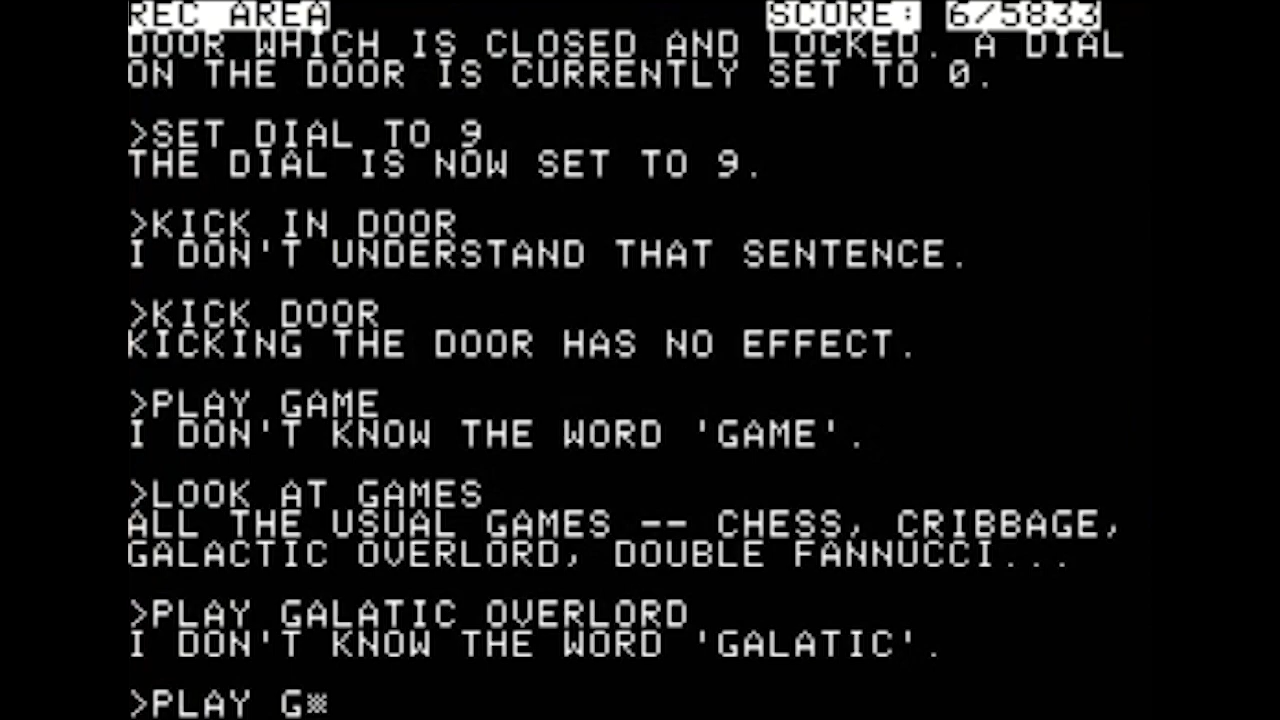 REC AREA SCORE: 6/5833
DOOR WHICH IS CLOSED AND LOCKED. A DIAL
ON THE DOOR IS CURRENTLY SET TO 0.
>SET DIAL TO 9
THE DIAL IS NOW SET TO 9.
>KICK IN DOOR
I DON'T UNDERSTAND THAT SENTENCE.
>KICK DOOR
KICKING THE DOOR HAS NO EFFECT.
>PLAY GAME
I DON'T KNOW THE WORD 'GAME'.
>LOOK AT GAMES
ALL THE USUAL GAMES -- CHESS, CRIBBAGE,
GALACTIC OVERLORD, DOUBLE FANNUCCI...
>PLAY GALATIC OVERLORD
I DON'T KNOW THE WORD 'GALATIC'.
>PLAY G